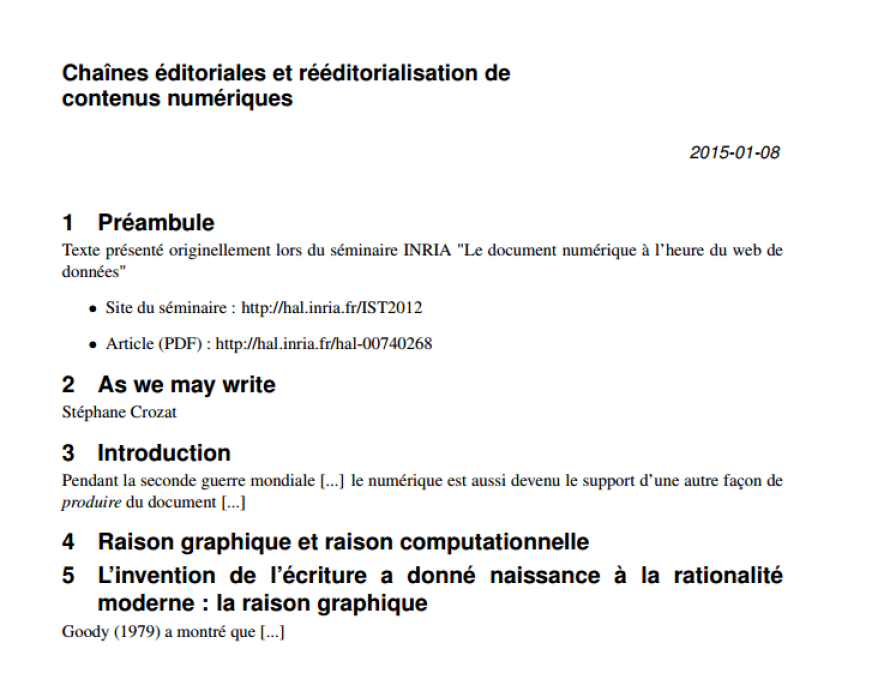 Chaînes éditoriales et rééditorialisation de
contenus numériques
2015-01-08
1 Préambule
Texte présenté originellement lors du séminaire INRIA "Le document numérique à l'heure du web de
données"
• Site du séminaire : http://hal.inria.fr/IST2012
• Article (PDF) : http://hal.inria.fr/hal-00740268
2 As we may write
Stéphane Crozat
3 Introduction
Pendant la seconde guerre mondiale [...] le numérique est aussi devenu le support d'une autre façon de
produire du document [...]
4 Raison graphique et raison computationnelle
5 L'invention de l'écriture a donné naissance à la rationalité
moderne : la raison graphique
Goody (1979) a montré que [...]